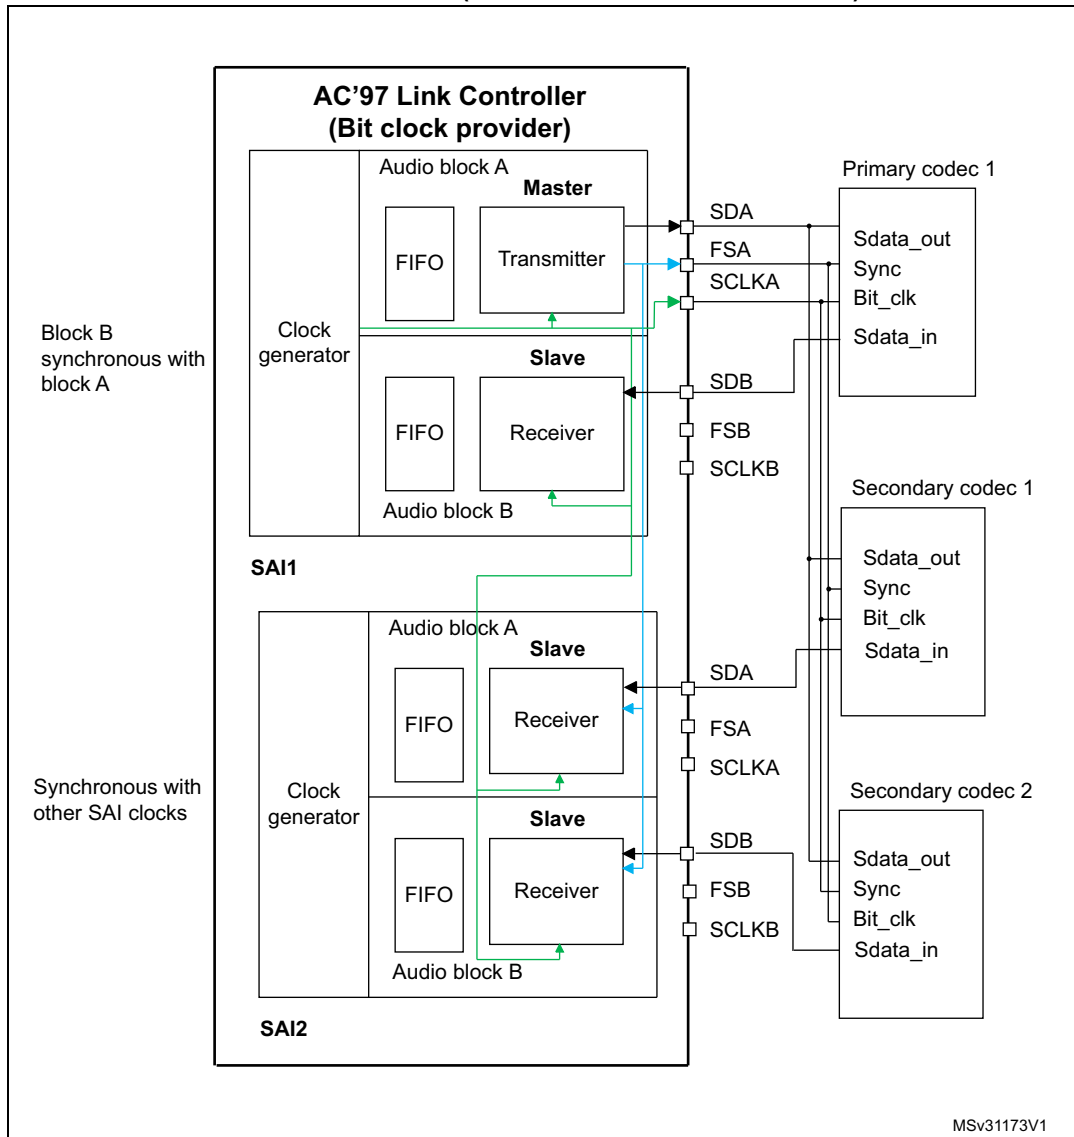 AC’97 Link Controller
(Bit clock provider)
Audio block A
Master
FIFO
Transmitter
Clock
generator
Slave
FIFO
Receiver
Audio block B
SAI1
Block B
synchronous with
block A
SDA
FSA
SCLKA
SDB
FSB
SCLKB
Primary codec 1
Sdata_out
Sync
Bit_clk
Sdata_in
Secondary codec 1
Sdata_out
Sync
Bit_clk
Sdata_in
Audio block A
Slave
FIFO
Receiver
Clock
generator
Slave
FIFO
Receiver
Audio block B
SAI2
Synchronous with
other SAI clocks
SDA
FSA
SCLKA
SDB
FSB
SCLKB
Secondary codec 2
Sdata_out
Sync
Bit_clk
Sdata_in
MSv31173V1